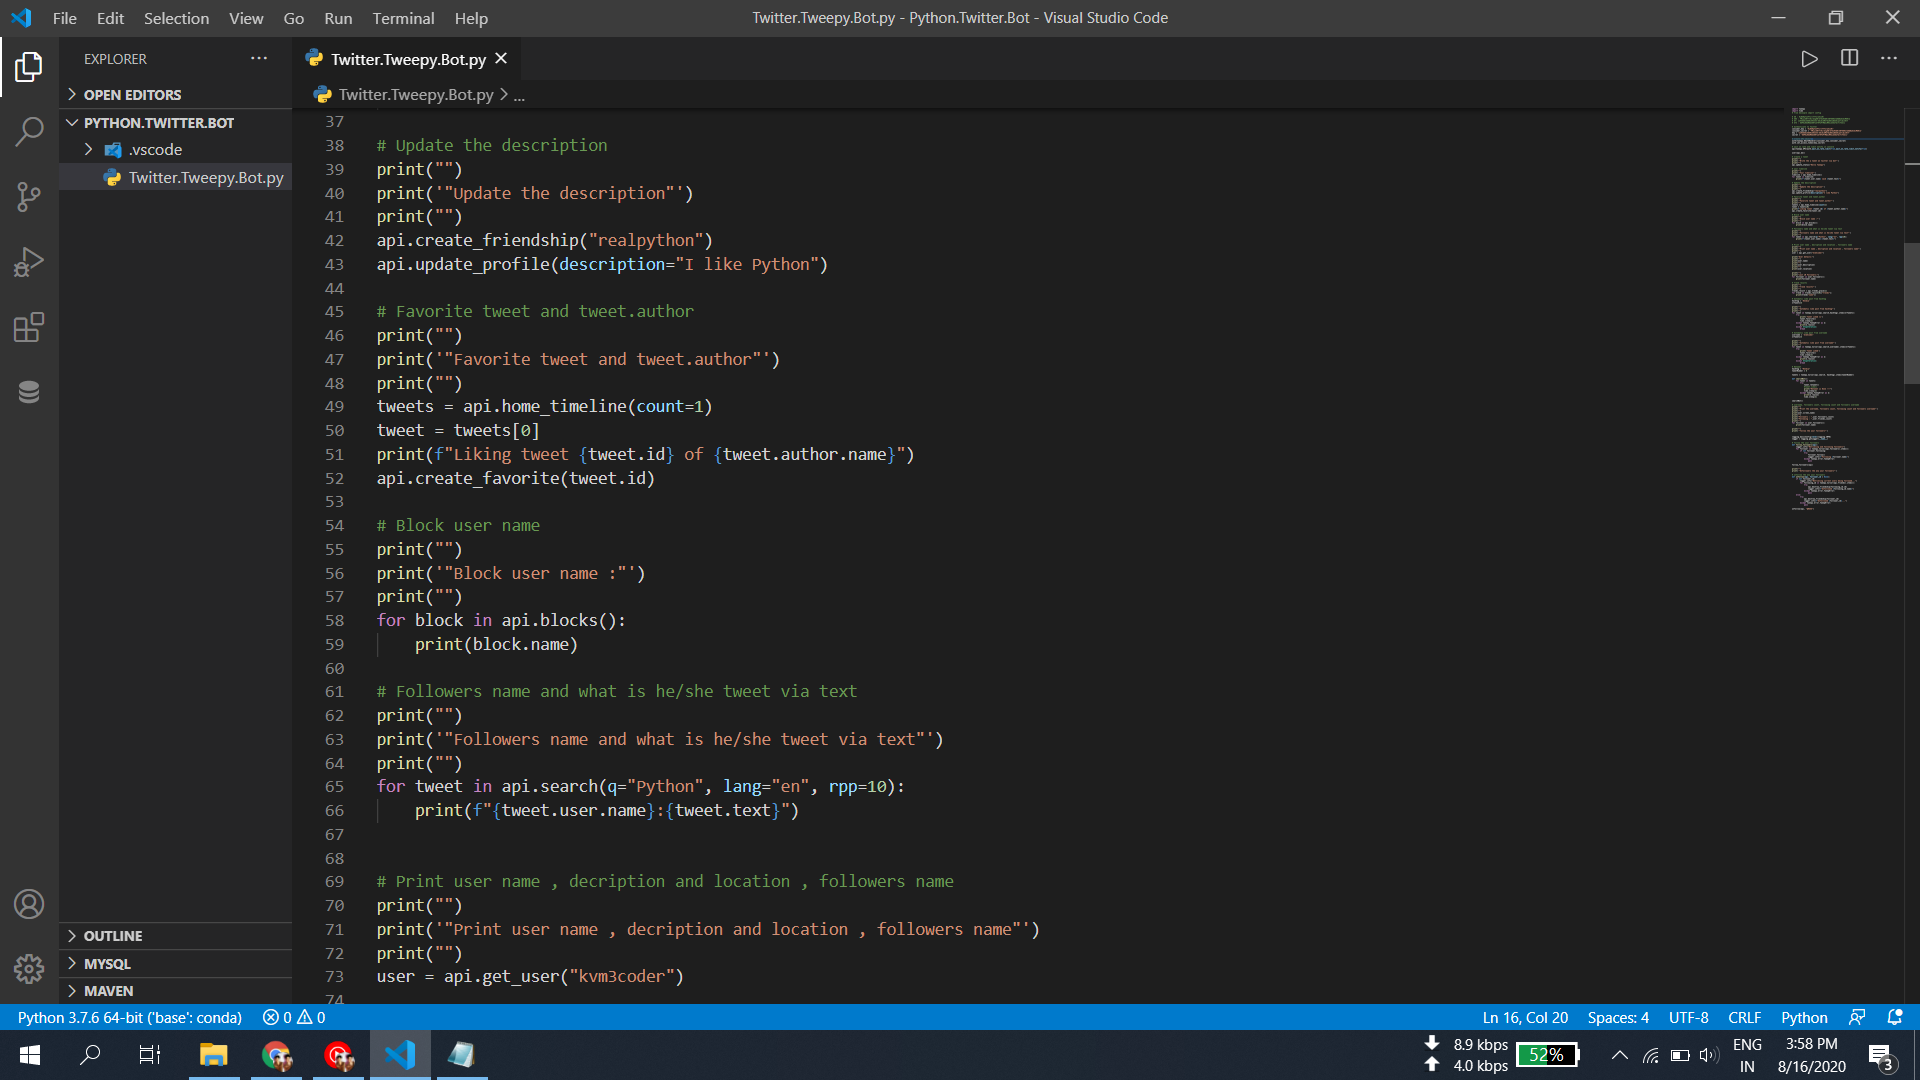 File Edit Selection View Go Run Terminal Help
Twitter.Tweepy.Bot.py - Python.Twitter.Bot - Visual Studio Code
EXPLORER
OPEN EDITORS
PYTHON.TWITTER.BOT
.vscode
Twitter.Tweepy.Bot.py
OUTLINE
MYSQL
MAVEN
Twitter.Tweepy.Bot.py
Twitter.Tweepy.Bot.py > ...
37
38 # Update the description
39 print("")
40 print('"Update the description"')
41 print("")
42 api.create_friendship("realpython")
43 api.update_profile(description="I like Python")
44
45 # Favorite tweet and tweet.author
46 print("")
47 print('"Favorite tweet and tweet.author"')
48 print("")
49 tweets = api.home_timeline(count=1)
50 tweet = tweets[0]
51 print(f"Liking tweet {tweet.id} of {tweet.author.name}")
52 api.create_favorite(tweet.id)
53
54 # Block user name
55 print("")
56 print('"Block user name :"')
57 print("")
58 for block in api.blocks():
59     print(block.name)
60
61 # Followers name and what is he/she tweet via text
62 print("")
63 print('"Followers name and what is he/she tweet via text"')
64 print("")
65 for tweet in api.search(q="Python", lang="en", rpp=10):
66     print(f"{tweet.user.name}:{tweet.text}")
67
68
69 # Print user name , decription and location , followers name
70 print("")
71 print('"Print user name , decription and location , followers name"')
72 print("")
73 user = api.get_user("kvm3coder")
74
Python 3.7.6 64-bit ('base': conda) 0 0
Ln 16, Col 20 Spaces: 4 UTF-8 CRLF Python
8.9 kbps
4.0 kbps
52%
ENG
IN
3:58 PM
8/16/2020
3